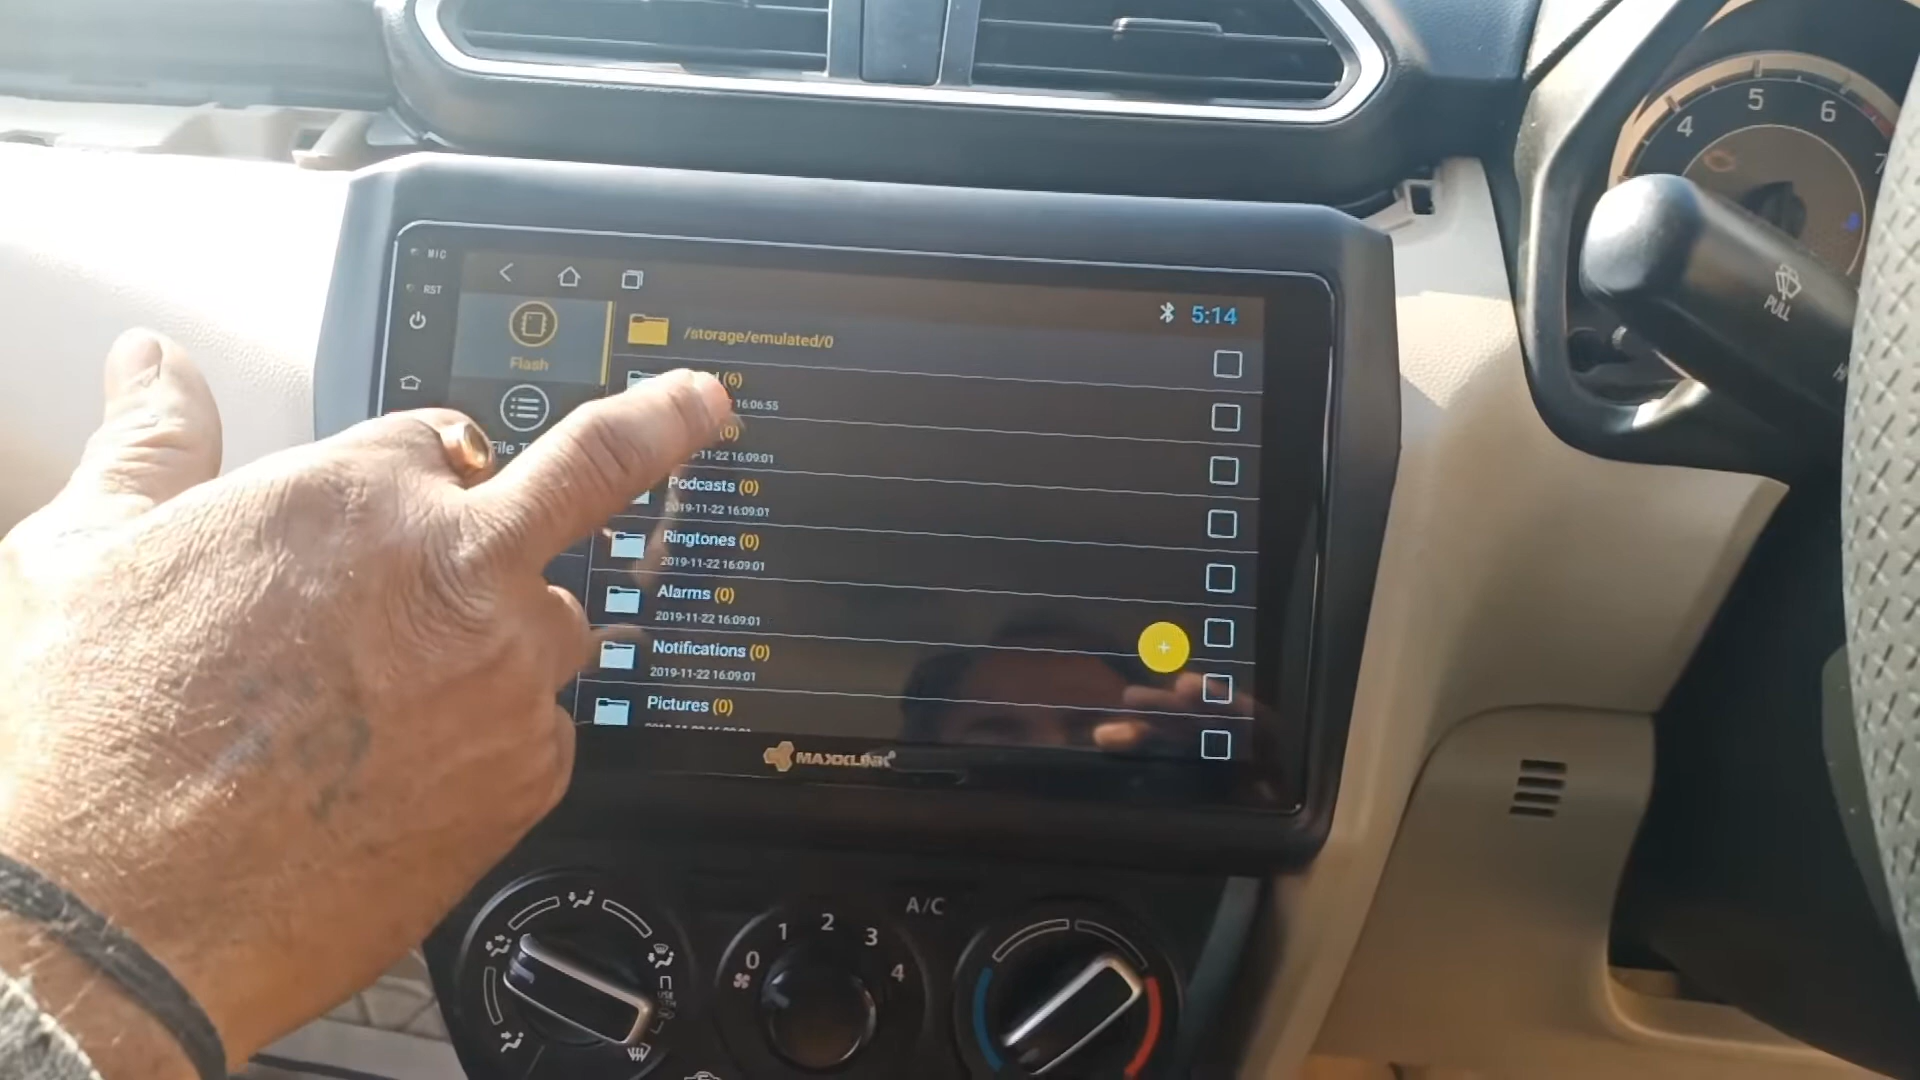 MIC
RST
5:14
Flash
/storage/emulated/0
(6)
16:06:55
File
(0)
-11-22 16:09:01
Podcasts (0)
2019-11-22 16:09:01
Ringtones (0)
2019-11-22 16:09:01
Alarms (0)
2019-11-22 16:09:01
Notifications (0)
2019-11-22 16:09:01
Pictures (0)
MAXXLINK
A/C
0
1
2
3
4
4
5
6
7
PULL